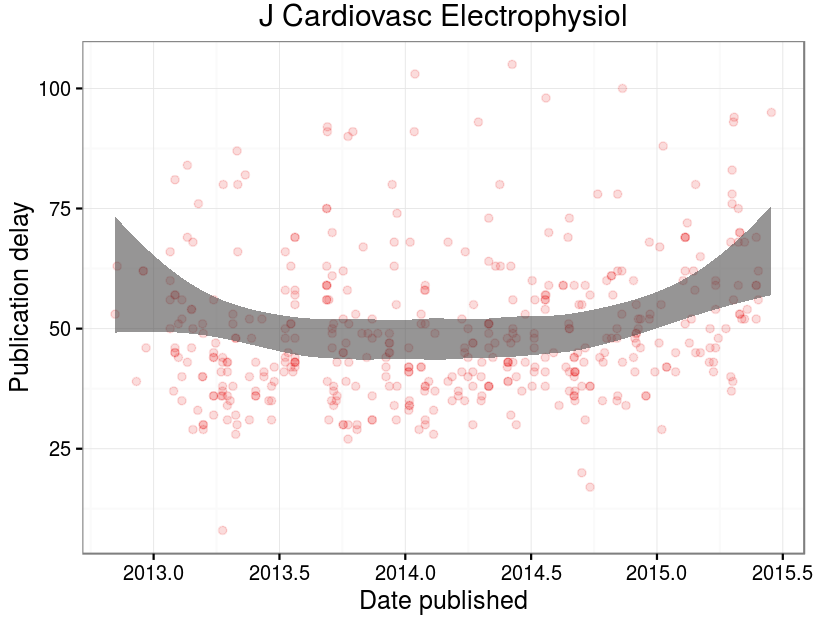 J Cardiovasc Electrophysiol
Publication delay
100
75
50
25
2013.0 2013.5 2014.0 2014.5 2015.0 2015.5
Date published